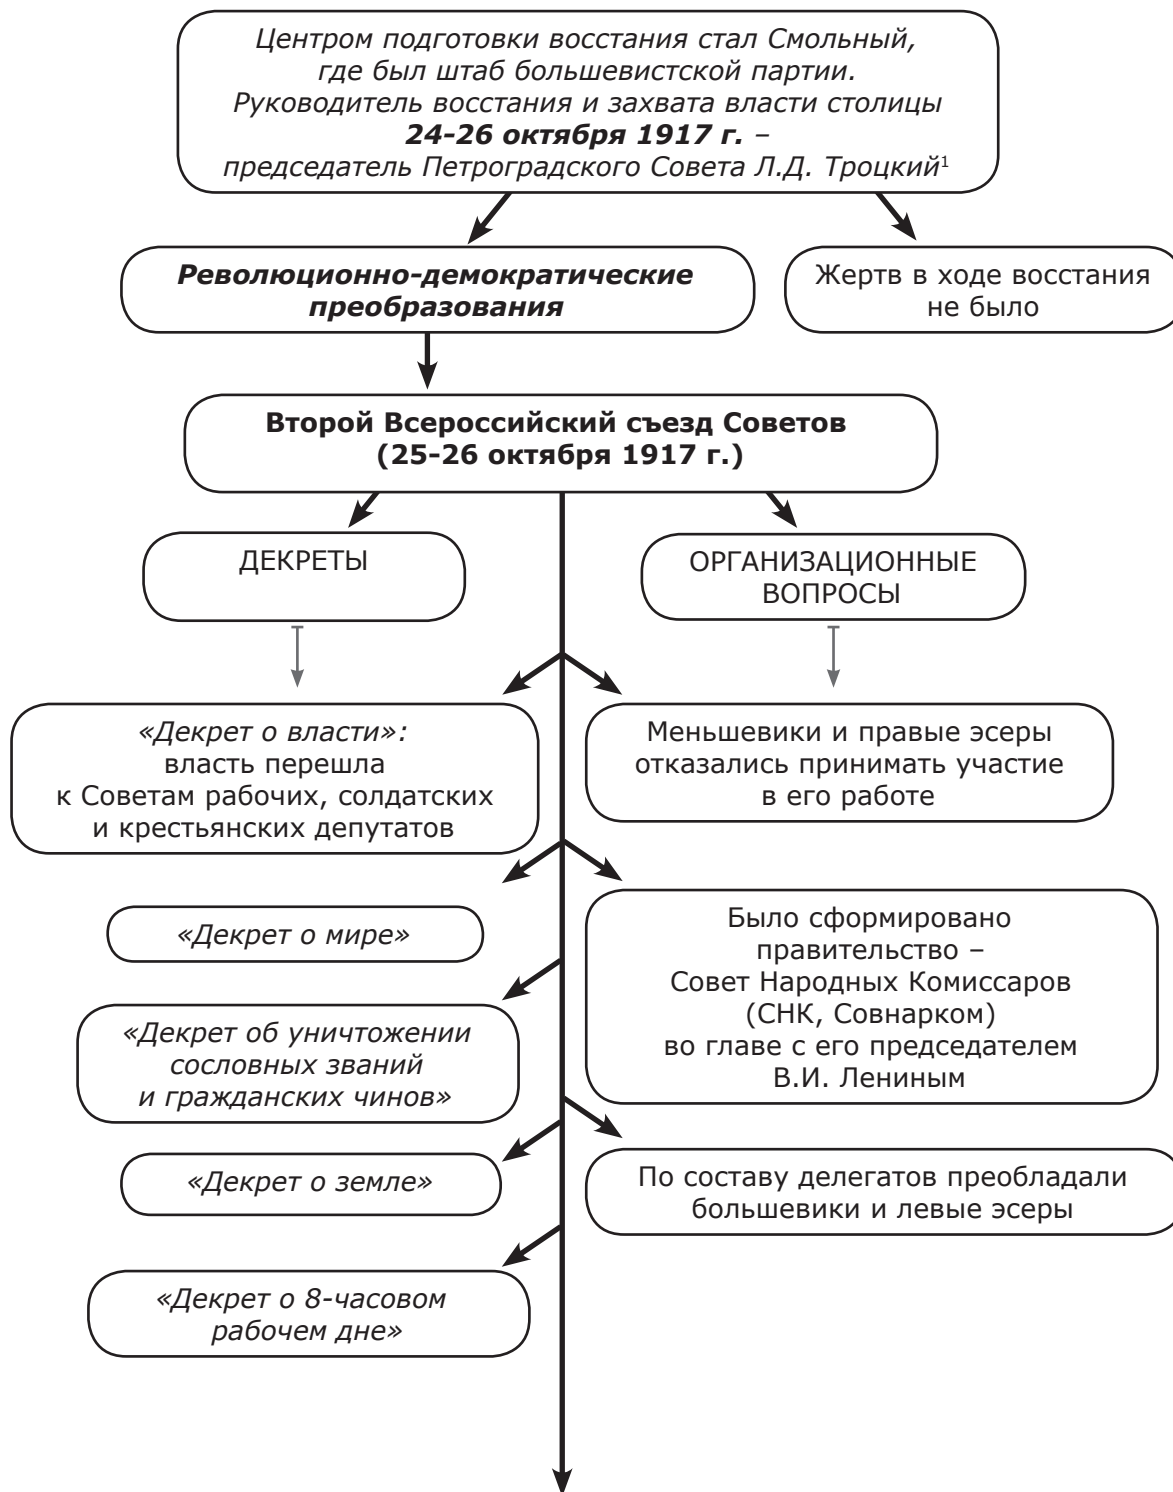 Центром подготовки восстания стал Смольный,
где был штаб большевистской партии.
Руководитель восстания и захвата власти столицы
24-26 октября 1917 г. –
председатель Петроградского Совета Л.Д. Троцкий¹
Революционно-демократические
преобразования
Жертв в ходе восстания
не было
Второй Всероссийский съезд Советов
(25-26 октября 1917 г.)
ДЕКРЕТЫ
ОРГАНИЗАЦИОННЫЕ
ВОПРОСЫ
«Декрет о власти»:
власть перешла
к Советам рабочих, солдатских
и крестьянских депутатов
Меньшевики и правые эсеры
отказались принимать участие
в его работе
«Декрет о мире»
Было сформировано
правительство –
Совет Народных Комиссаров
(СНК, Совнарком)
во главе с его председателем
В.И. Лениным
«Декрет об уничтожении
сословных званий
и гражданских чинов»
«Декрет о земле»
По составу делегатов преобладали
большевики и левые эсеры
«Декрет о 8-часовом
рабочем дне»